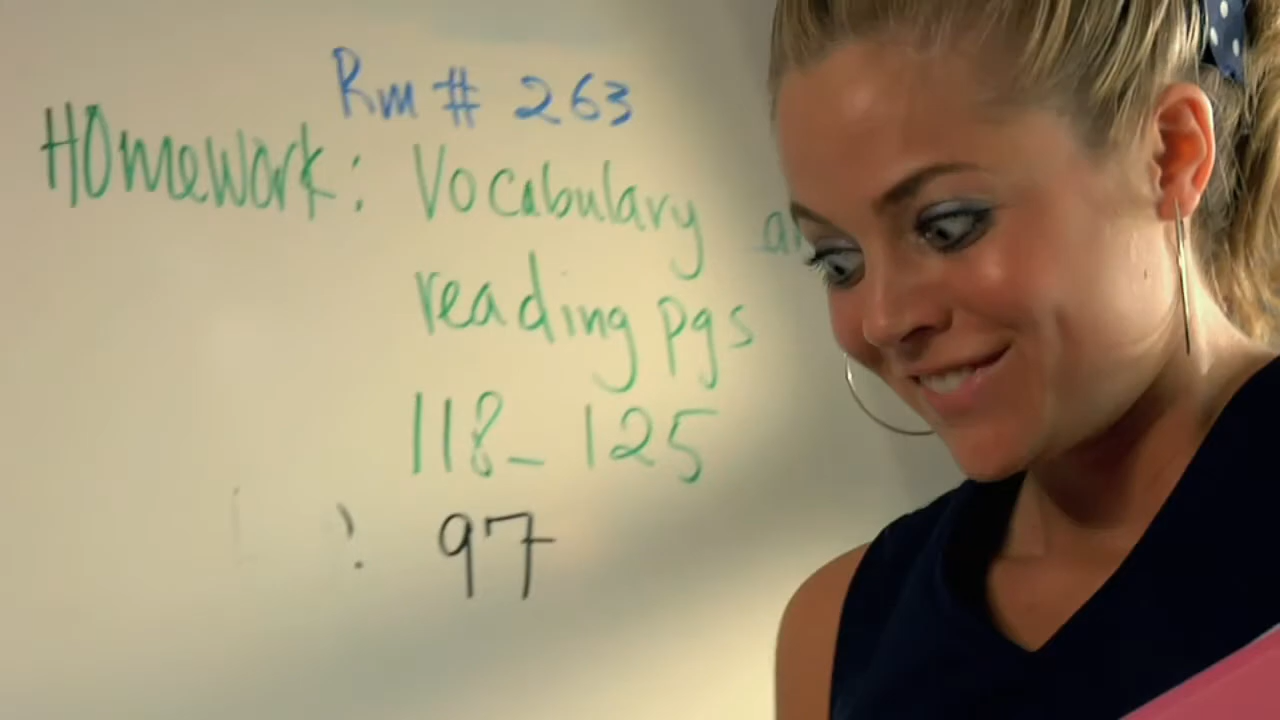 Rm # 263
Homework: Vocabulary
reading pgs
118-125
97